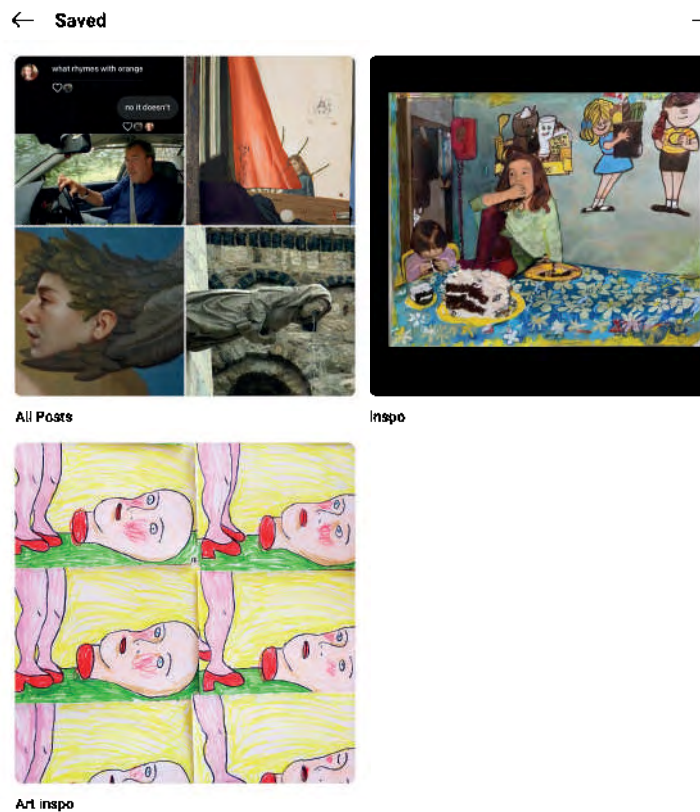 Saved
what rhymes with orange
no it doesn't
All Posts
Inspo
Art inspo